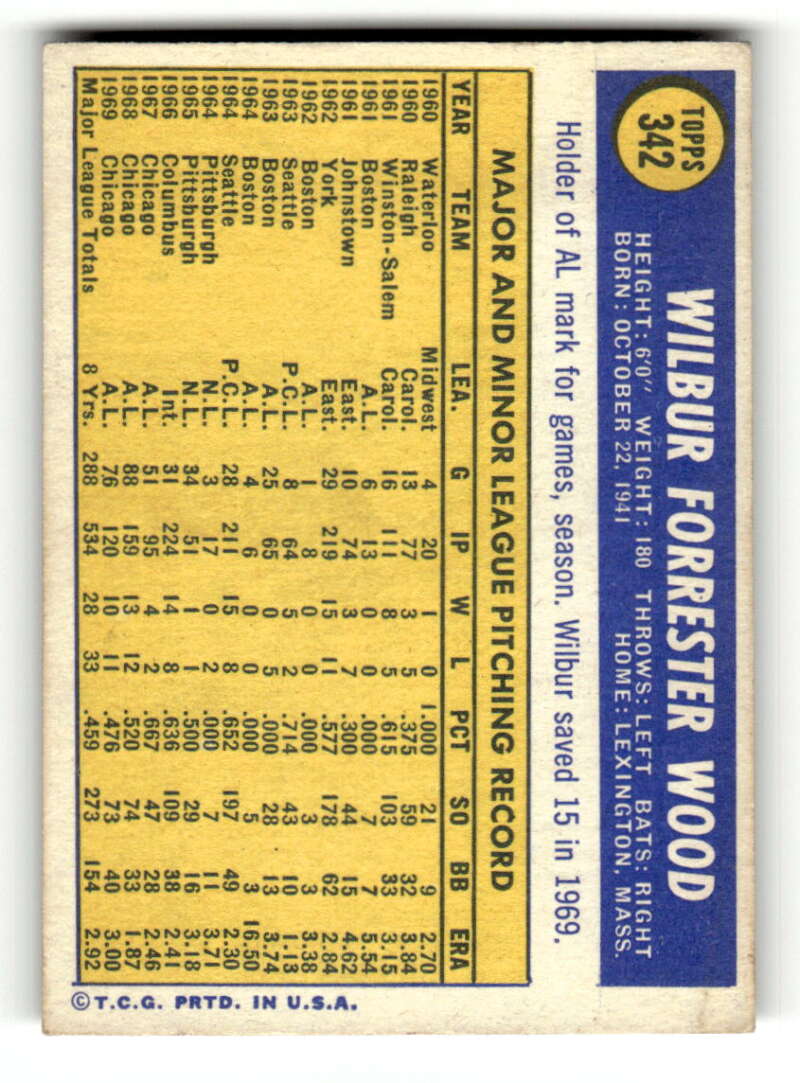 TOPPS
342
WILBUR FORRESTER WOOD
HEIGHT: 6'0" WEIGHT: 180 THROWS: LEFT BATS: RIGHT
BORN: OCTOBER 22, 1941 HOME: LEXINGTON, MASS.
Holder of AL mark for games, season. Wilbur saved 15 in 1969.
MAJOR AND MINOR LEAGUE PITCHING RECORD
YEAR TEAM LEA. G IP W L PCT SO BB ERA
1960 Waterloo Midwest 4 20 1 0 1.000 21 9 2.70
1960 Raleigh Carol. 13 77 3 5 .375 59 32 3.84
1961 Winston-Salem Carol. 16 111 8 5 .615 103 33 3.15
1961 Boston A.L. 6 13 0 0 .000 7 7 5.54
1961 Johnstown East. 10 74 3 7 .300 44 15 4.62
1962 York East. 29 219 15 11 .577 178 62 2.84
1962 Boston A.L. 1 8 0 0 .000 3 3 3.38
1963 Seattle P.C.L. 8 64 5 2 .714 43 10 1.13
1963 Boston A.L. 25 65 0 5 .000 28 13 3.74
1964 Boston A.L. 4 6 0 0 .000 5 3 16.50
1964 Seattle P.C.L. 28 211 15 8 .652 197 49 2.30
1964 Pittsburgh N.L. 3 17 0 2 .000 7 11 3.71
1965 Pittsburgh N.L. 34 51 1 1 .500 29 16 3.18
1966 Columbus Int. 31 224 14 8 .636 109 38 2.41
1967 Chicago A.L. 51 95 4 2 .667 47 28 2.46
1968 Chicago A.L. 88 159 13 12 .520 74 33 1.87
1969 Chicago A.L. 76 120 10 11 .476 73 40 3.00
Major League Totals 8 Yrs. 288 534 28 33 .459 273 154 2.92
© T.C.G. PRTD. IN U.S.A.